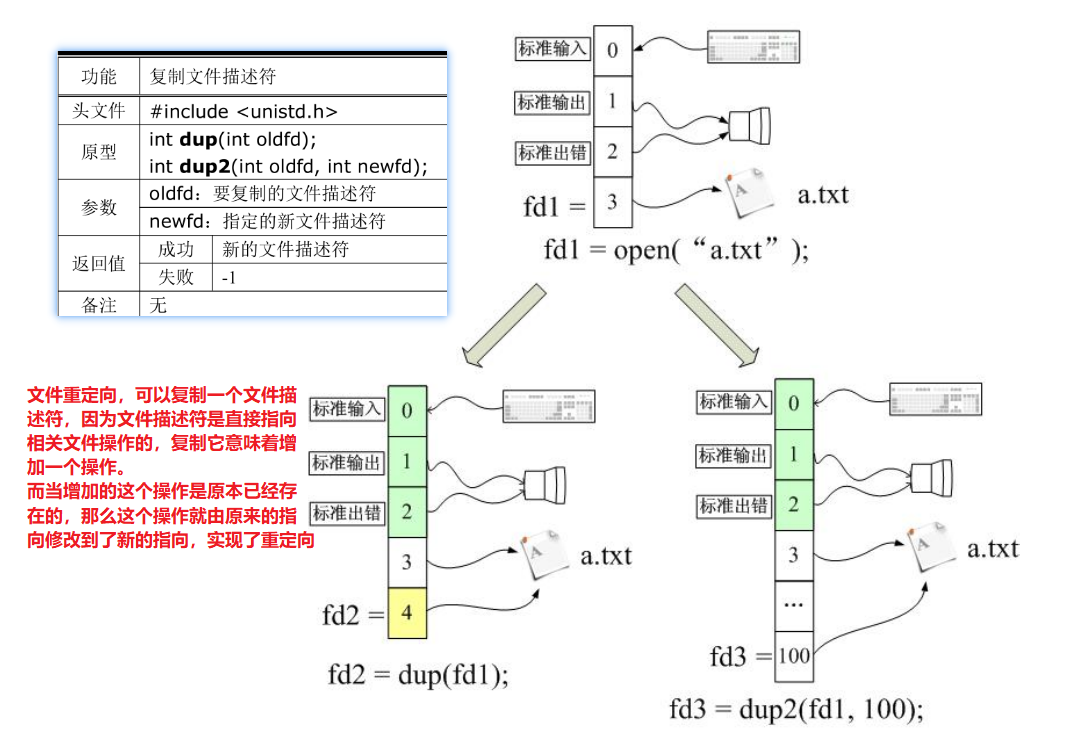 功能 复制文件描述符
头文件 #include <unistd.h>
原型 int dup(int oldfd);
int dup2(int oldfd, int newfd);
参数 oldfd：要复制的文件描述符
newfd：指定的新文件描述符
返回值 成功 新的文件描述符
失败 -1
备注 无
标准输入 0
标准输出 1
标准出错 2
fd1 = 3 A a.txt
fd1 = open( “a.txt” );
文件重定向，可以复制一个文件描
述符，因为文件描述符是直接指向
相关文件操作的，复制它意味着增
加一个操作。
而当增加的这个操作是原本已经存
在的，那么这个操作就由原来的指
向修改到了新的指向，实现了重定向
标准输入 0
标准输出 1
标准出错 2
3 A a.txt
fd2 = 4
fd2 = dup(fd1);
标准输入 0
标准输出 1
标准出错 2
3 A a.txt
...
fd3 = 100
fd3 = dup2(fd1, 100);